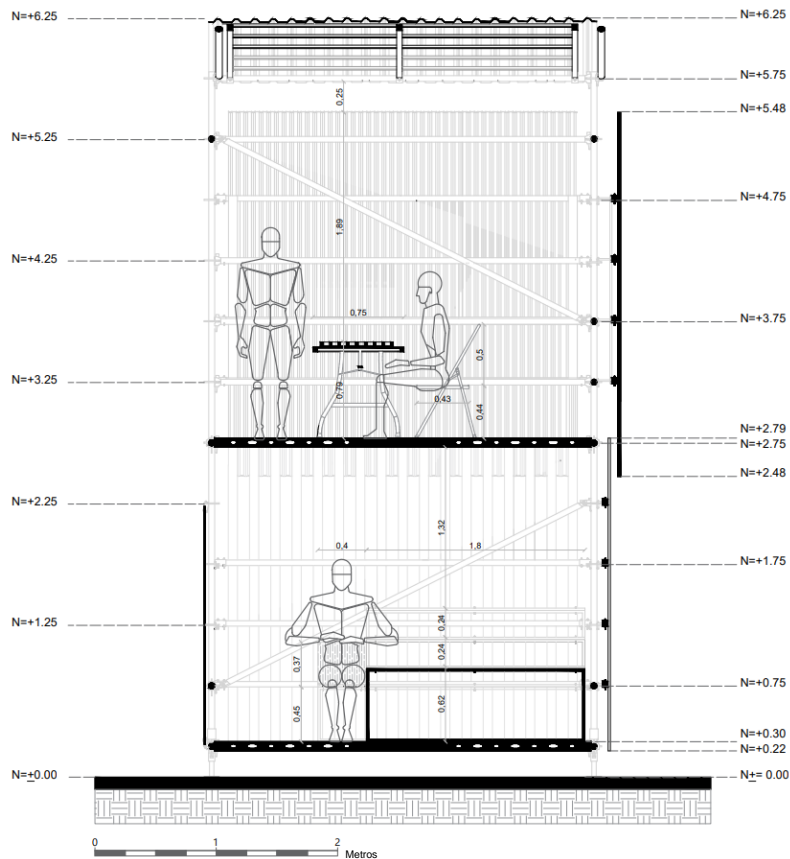 N=+6.25 N=+6.25
N=+5.75
0,25
N=+5.48
N=+5.25
N=+4.75
1,89
N=+4.25
0,75
N=+3.75
0,5
N=+3.25
0,79
0,43
0,44
N=+2.79
N=+2.75
N=+2.48
N=+2.25
1,32
0,4 1,8
N=+1.75
N=+1.25
0,24
0,24
0,37
N=+0.75
0,62
0,45
N=+0.30
N=+0.22
N=±0.00 N±= 0.00
0 1 2
Metros